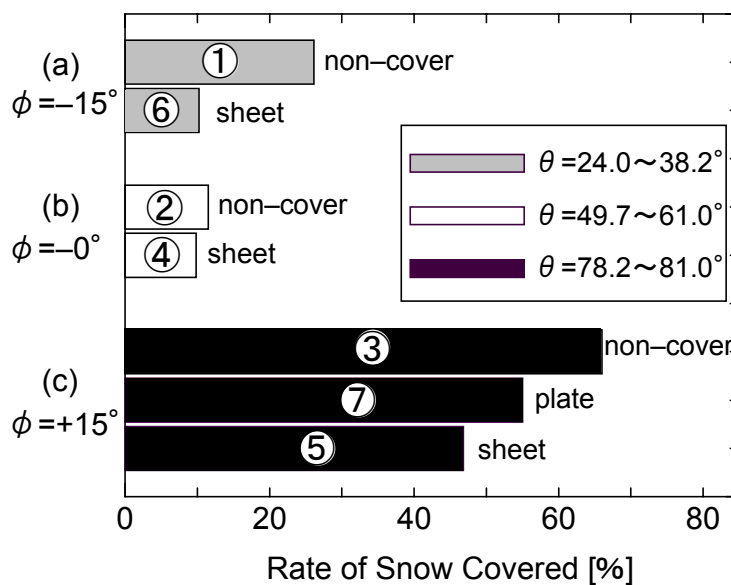 (a)
ϕ=–15°
① non–cover
⑥ sheet
(b)
ϕ=–0°
② non–cover
④ sheet
(c)
ϕ=+15°
③ non–cover
⑦ plate
⑤ sheet
θ=24.0〜38.2°
θ=49.7〜61.0°
θ=78.2〜81.0°
0 20 40 60 80
Rate of Snow Covered [%]